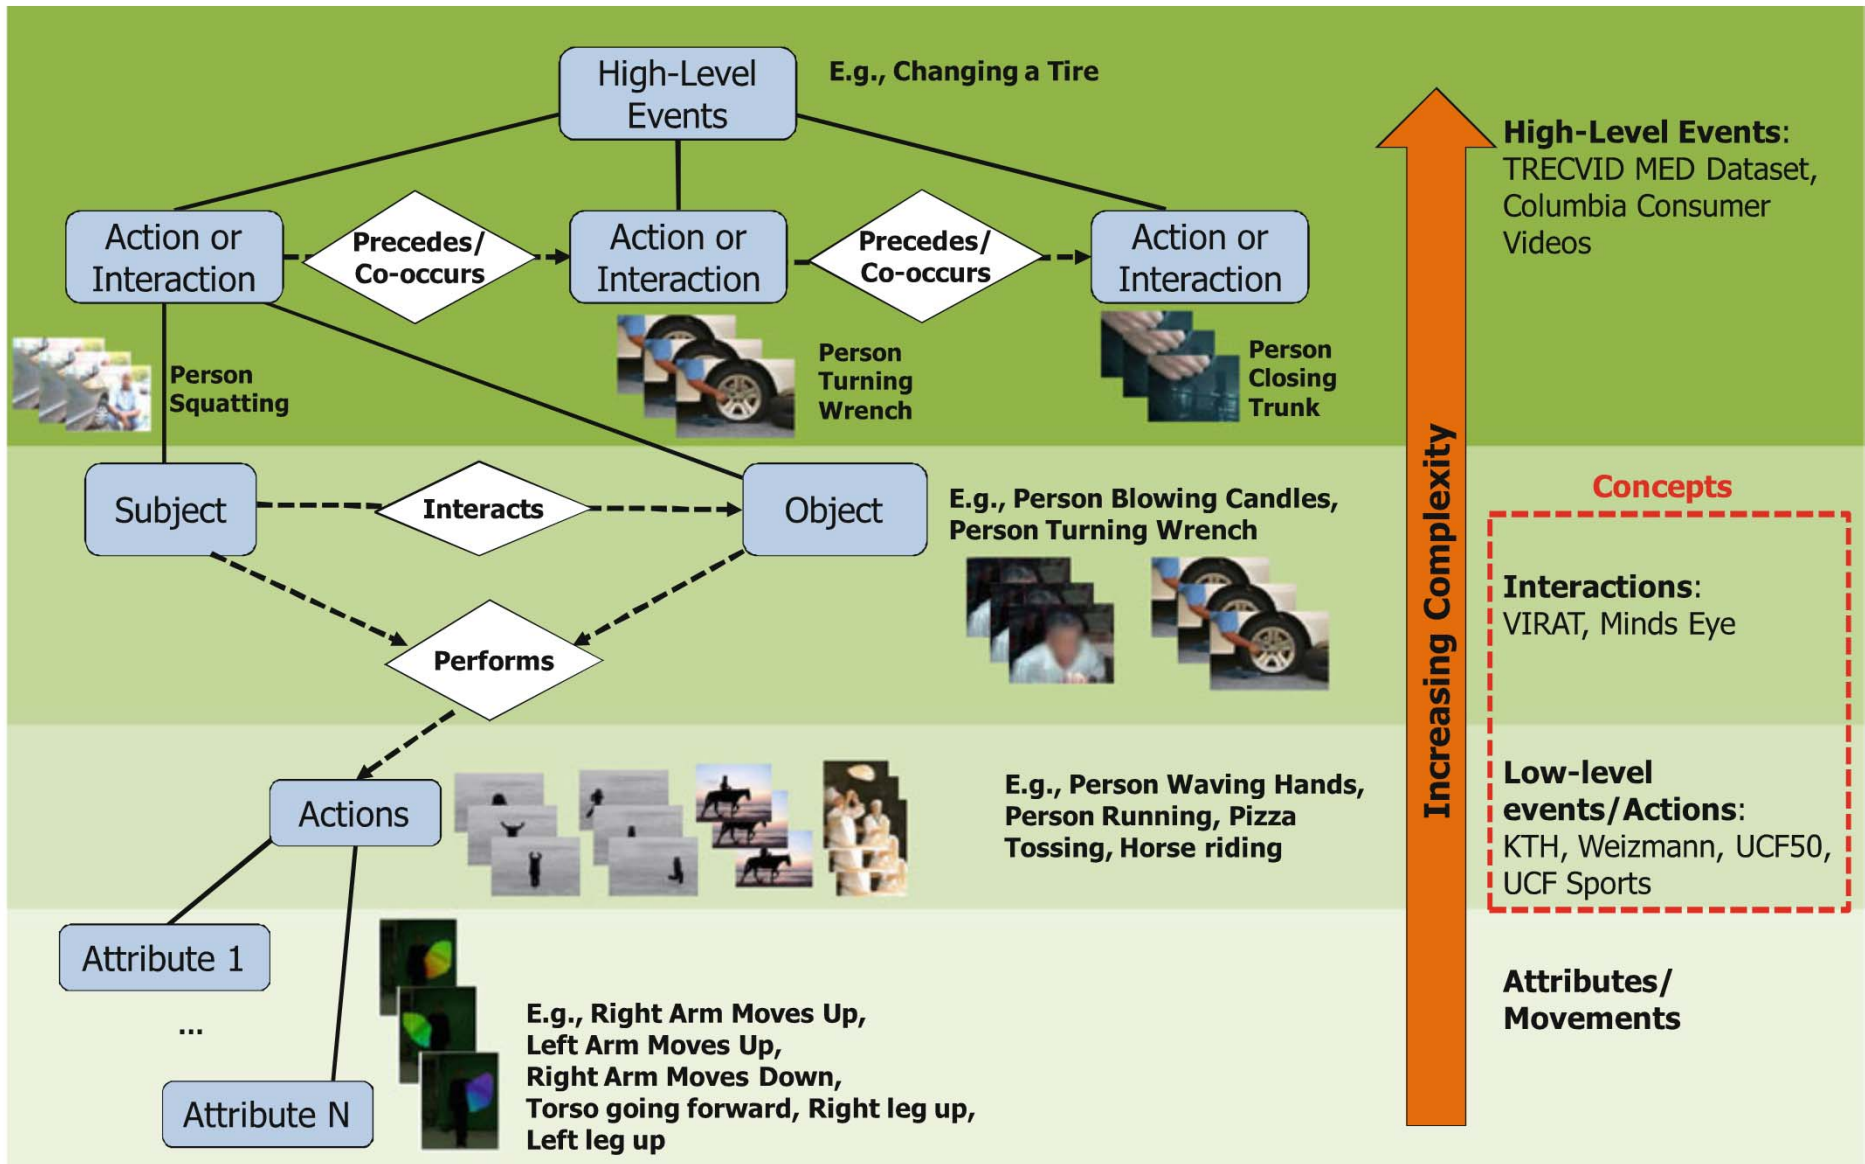 High-Level
Events
E.g., Changing a Tire
High-Level Events:
TRECVID MED Dataset,
Columbia Consumer
Videos
Action or
Interaction
Precedes/
Co-occurs
Action or
Interaction
Precedes/
Co-occurs
Action or
Interaction
Person
Squatting
Person
Turning
Wrench
Person
Closing
Trunk
Increasing Complexity
Subject
Interacts
Object
E.g., Person Blowing Candles,
Person Turning Wrench
Concepts
Interactions:
VIRAT, Minds Eye
Performs
Actions
E.g., Person Waving Hands,
Person Running, Pizza
Tossing, Horse riding
Low-level
events/Actions:
KTH, Weizmann, UCF50,
UCF Sports
Attribute 1
...
Attribute N
E.g., Right Arm Moves Up,
Left Arm Moves Up,
Right Arm Moves Down,
Torso going forward, Right leg up,
Left leg up
Attributes/
Movements